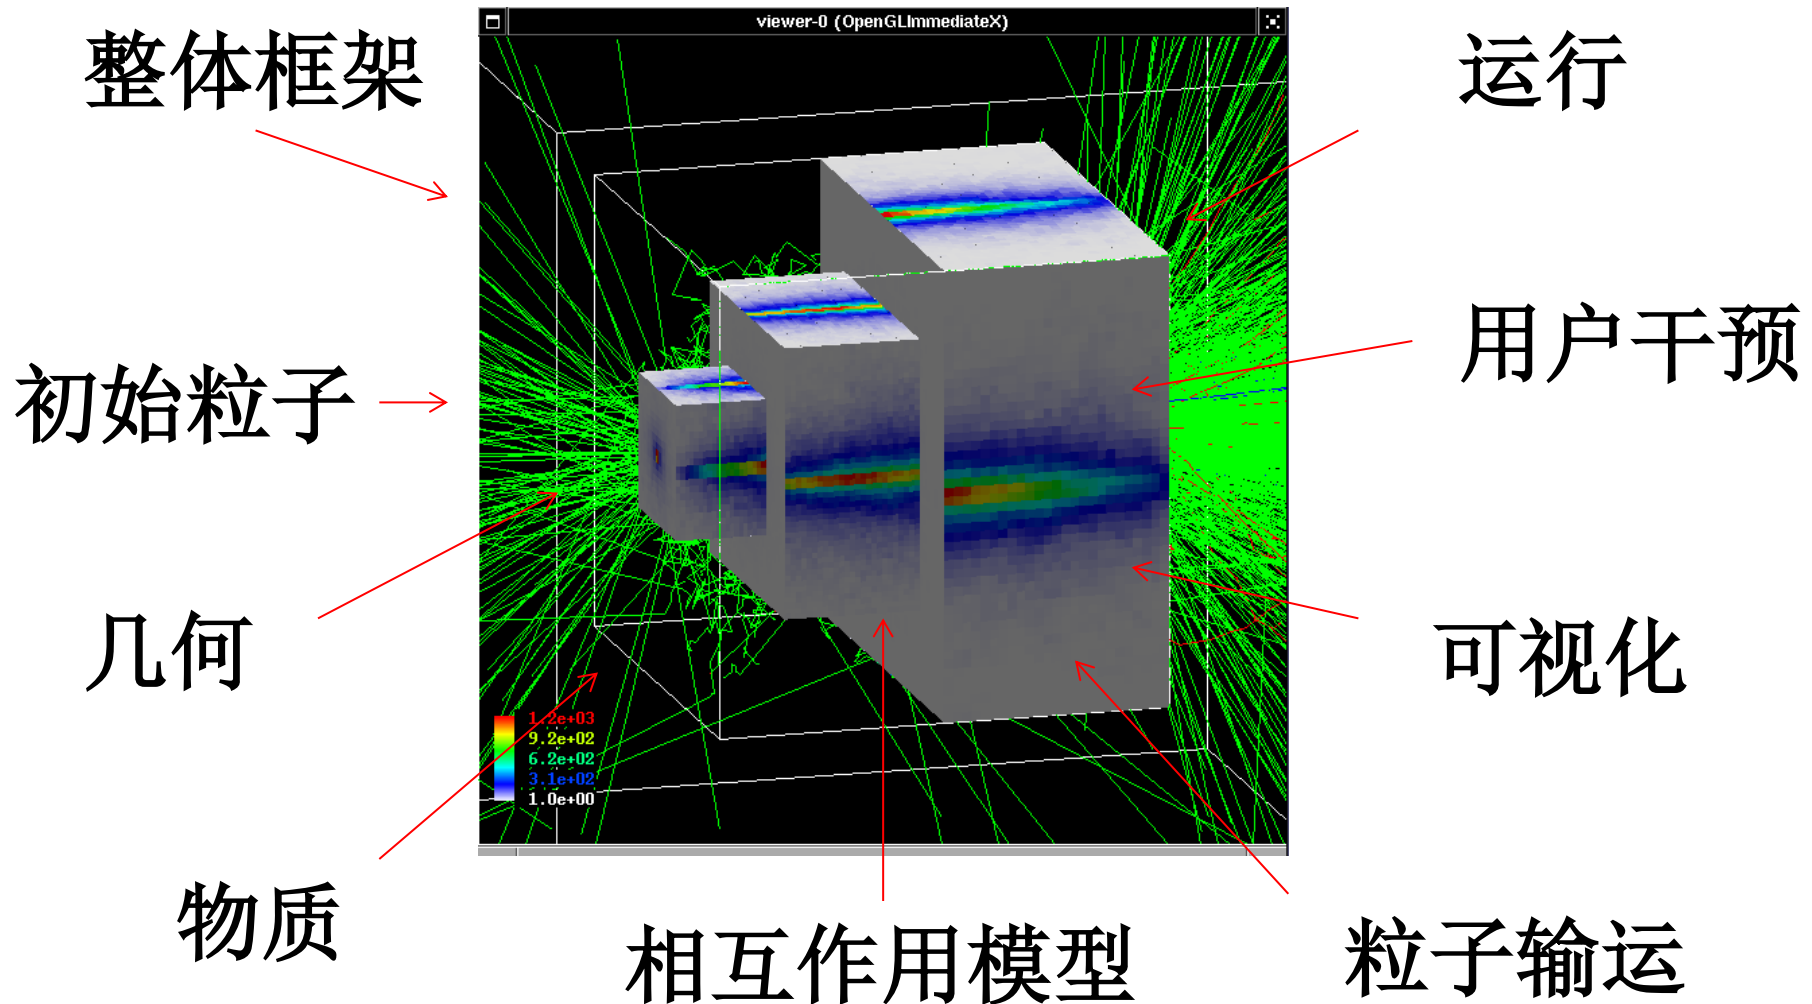 viewer-0 (OpenGLImmediateX)
整体框架
运行
用户干预
初始粒子
几何
可视化
1.2e+03
9.2e+02
6.2e+02
3.1e+02
1.0e+00
物质
相互作用模型
粒子输运